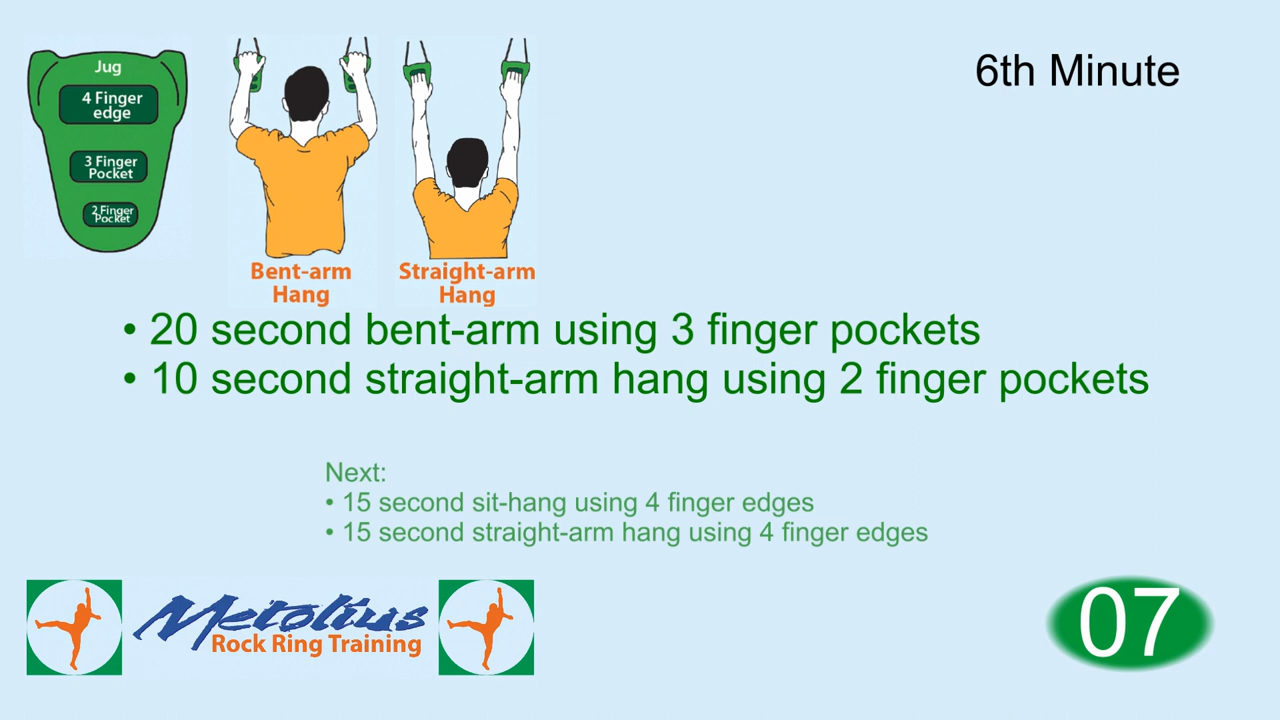 Jug
4 Finger
edge
3 Finger
Pocket
2 Finger
Pocket
Bent-arm
Hang
Straight-arm
Hang
6th Minute
• 20 second bent-arm using 3 finger pockets
• 10 second straight-arm hang using 2 finger pockets
Next:
• 15 second sit-hang using 4 finger edges
• 15 second straight-arm hang using 4 finger edges
Metolius
Rock Ring Training
07